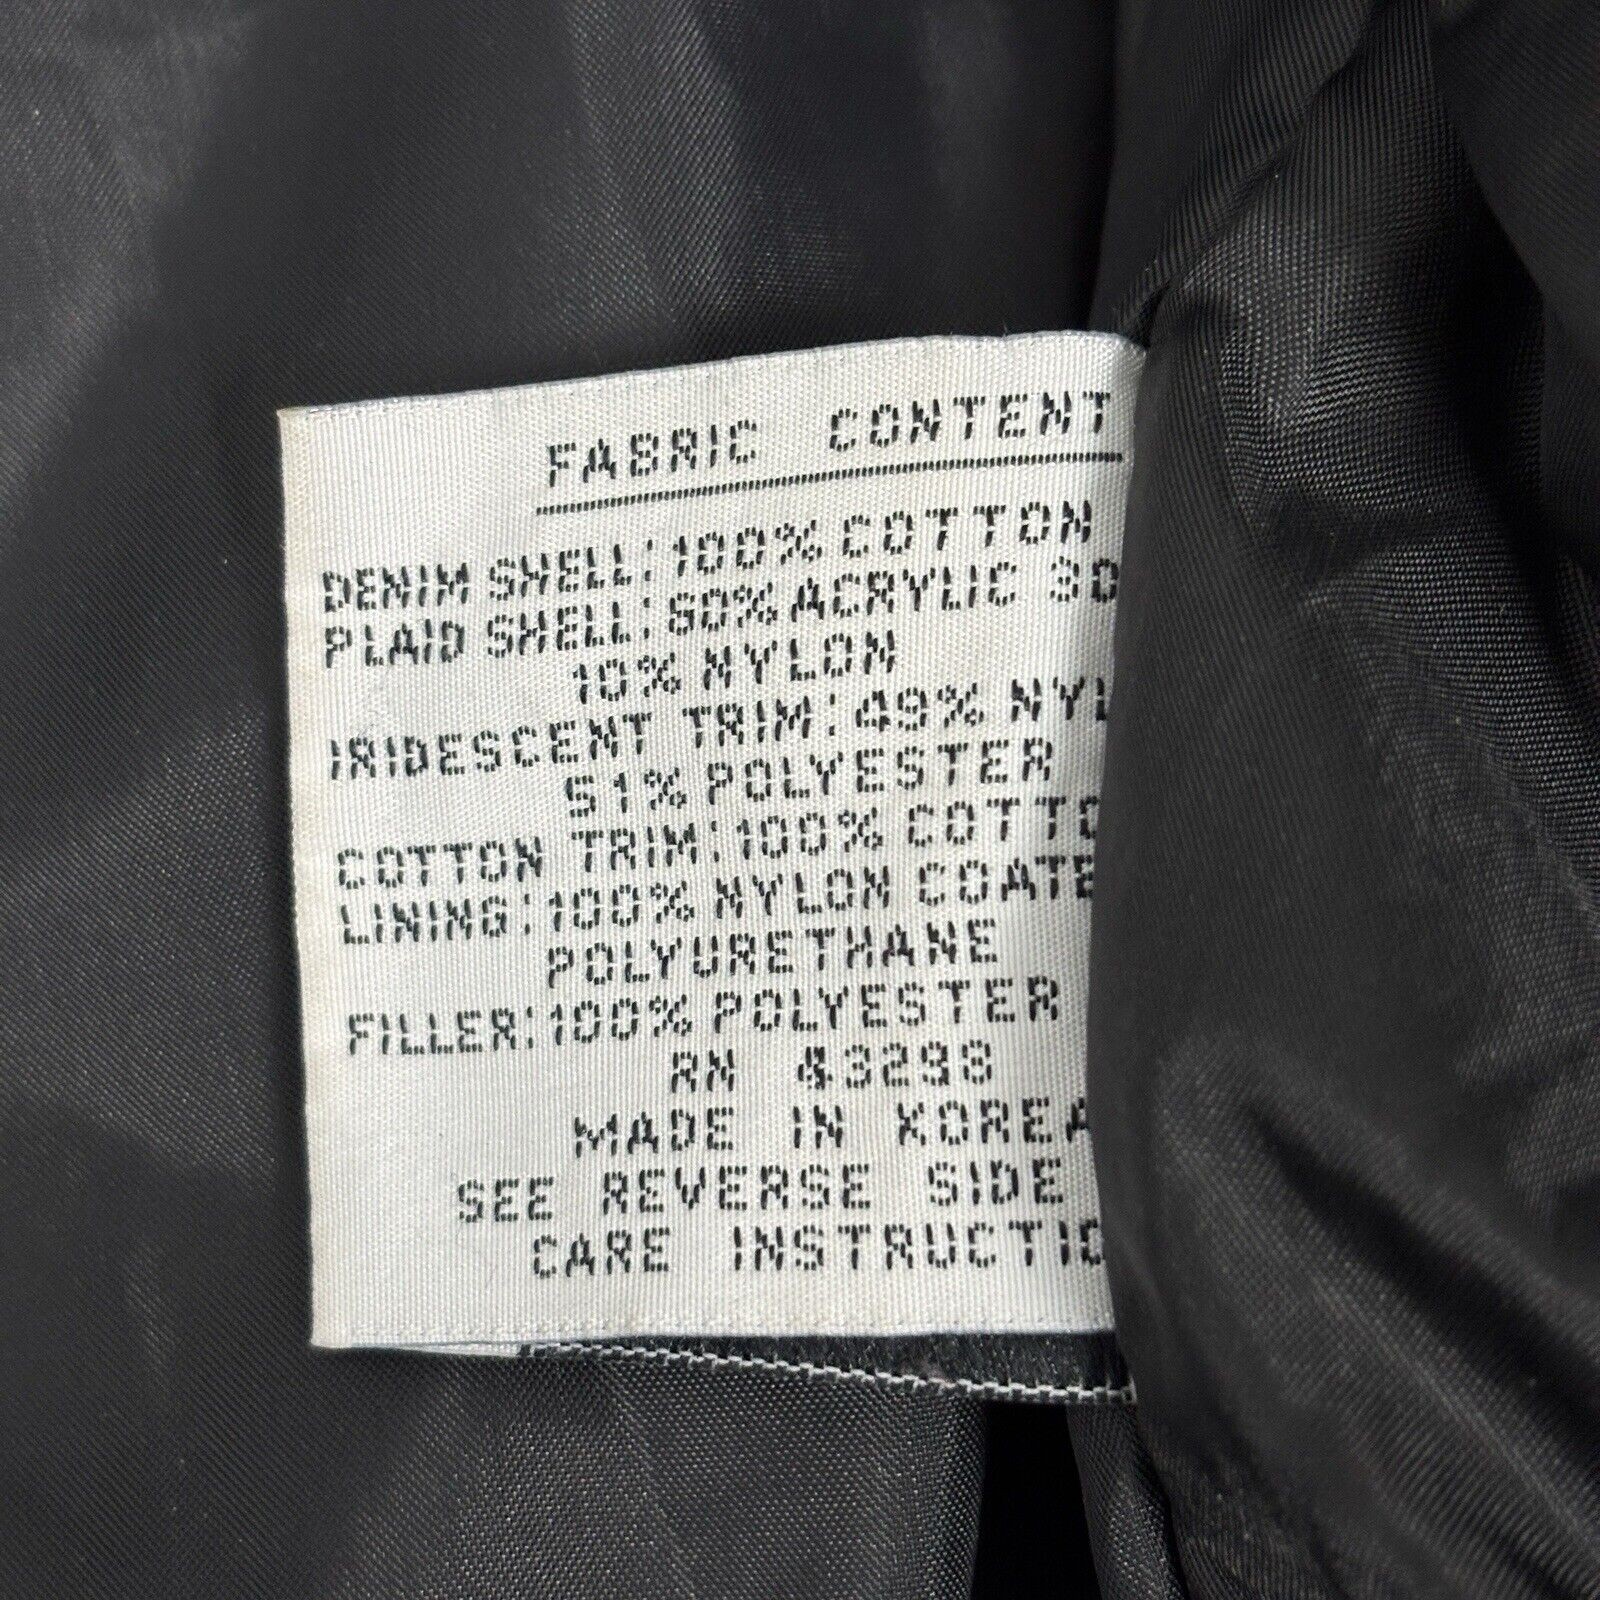 FABRIC CONTENT
DENIM SHELL: 100% COTTON
PLAID SHELL: 60% ACRYLIC 30
10% NYLON
IRIDESCENT TRIM: 49% NYL
51% POLYESTER
COTTON TRIM: 100% COTTO
LINING: 100% NYLON COATE
POLYURETHANE
FILLER: 100% POLYESTER
RN 43298
MADE IN KOREA
SEE REVERSE SIDE
CARE INSTRUCTIO